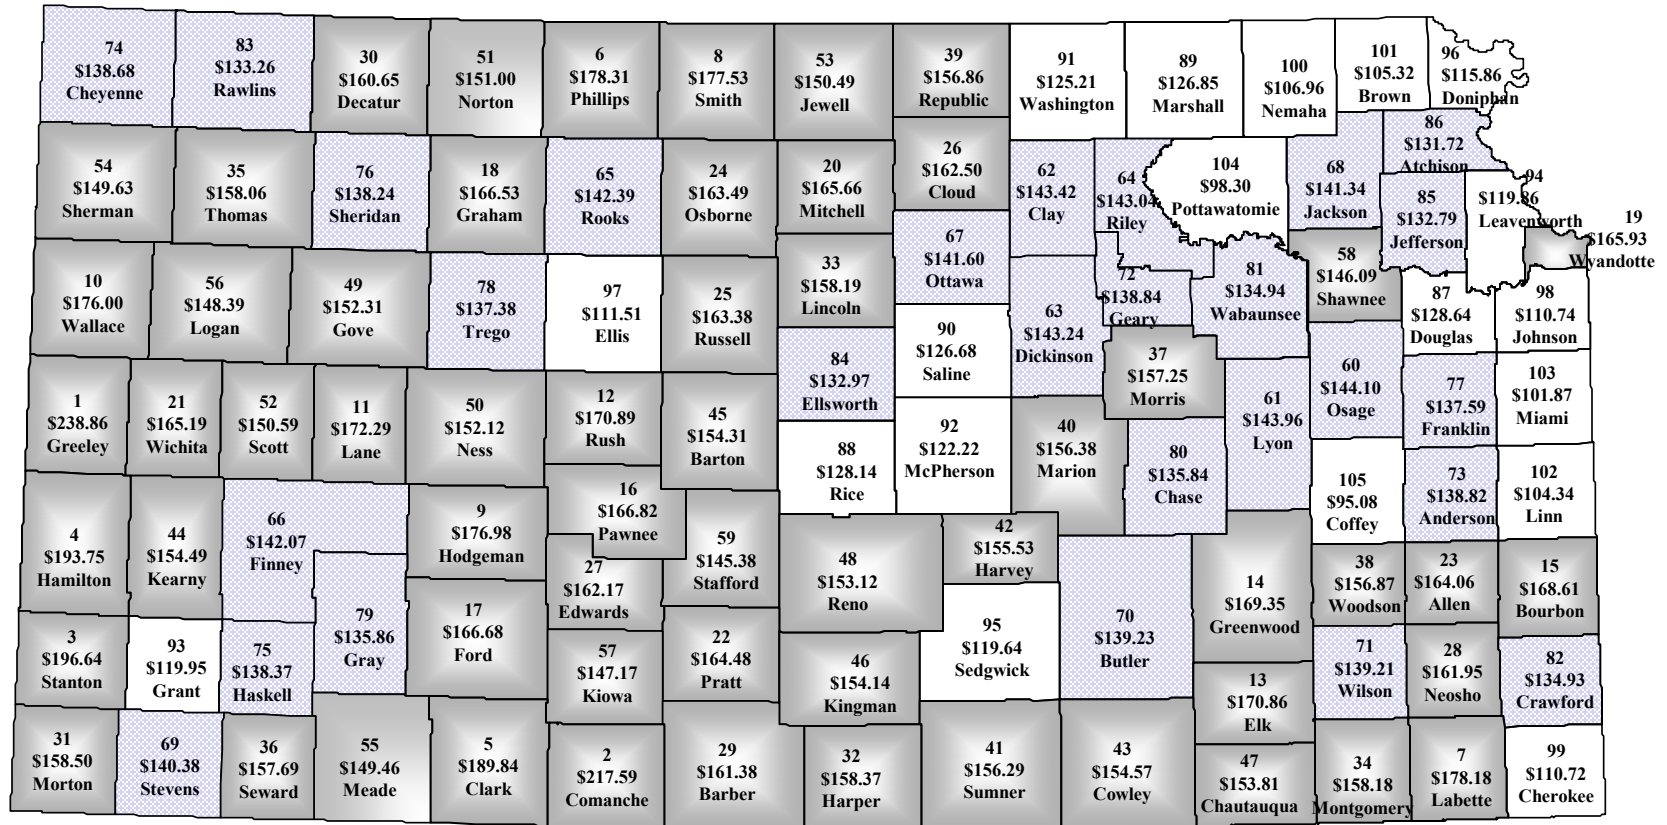 74
$138.68
Cheyenne
83
$133.26
Rawlins
30
$160.65
Decatur
51
$151.00
Norton
6
$178.31
Phillips
8
$177.53
Smith
53
$150.49
Jewell
39
$156.86
Republic
91
$125.21
Washington
89
$126.85
Marshall
100
$106.96
Nemaha
101
$105.32
Brown
96
$115.86
Doniphan
54
$149.63
Sherman
35
$158.06
Thomas
76
$138.24
Sheridan
18
$166.53
Graham
65
$142.39
Rooks
24
$163.49
Osborne
20
$165.66
Mitchell
26
$162.50
Cloud
62
$143.42
Clay
64
$143.04
Riley
104
$98.30
Pottawatomie
68
$141.34
Jackson
86
$131.72
Atchison
85
$132.79
Jefferson
94
$119.86
Leavenworth
19
$165.93
Wyandotte
10
$176.00
Wallace
56
$148.39
Logan
49
$152.31
Gove
78
$137.38
Trego
97
$111.51
Ellis
25
$163.38
Russell
33
$158.19
Lincoln
67
$141.60
Ottawa
63
$143.24
Dickinson
72
$138.84
Geary
81
$134.94
Wabaunsee
58
$146.09
Shawnee
87
$128.64
Douglas
98
$110.74
Johnson
84
$132.97
Ellsworth
90
$126.68
Saline
37
$157.25
Morris
60
$144.10
Osage
77
$137.59
Franklin
103
$101.87
Miami
1
$238.86
Greeley
21
$165.19
Wichita
52
$150.59
Scott
11
$172.29
Lane
50
$152.12
Ness
12
$170.89
Rush
45
$154.31
Barton
88
$128.14
Rice
92
$122.22
McPherson
40
$156.38
Marion
80
$135.84
Chase
61
$143.96
Lyon
105
$95.08
Coffey
73
$138.82
Anderson
102
$104.34
Linn
4
$193.75
Hamilton
44
$154.49
Kearny
66
$142.07
Finney
9
$176.98
Hodgeman
16
$166.82
Pawnee
27
$162.17
Edwards
59
$145.38
Stafford
48
$153.12
Reno
42
$155.53
Harvey
70
$139.23
Butler
14
$169.35
Greenwood
38
$156.87
Woodson
23
$164.06
Allen
15
$168.61
Bourbon
3
$196.64
Stanton
93
$119.95
Grant
75
$138.37
Haskell
79
$135.86
Gray
17
$166.68
Ford
57
$147.17
Kiowa
22
$164.48
Pratt
46
$154.14
Kingman
95
$119.64
Sedgwick
13
$170.86
Elk
71
$139.21
Wilson
28
$161.95
Neosho
82
$134.93
Crawford
31
$158.50
Morton
69
$140.38
Stevens
36
$157.69
Seward
55
$149.46
Meade
5
$189.84
Clark
2
$217.59
Comanche
29
$161.38
Barber
32
$158.37
Harper
41
$156.29
Sumner
43
$154.57
Cowley
47
$153.81
Chautauqua
34
$158.18
Montgomery
7
$178.18
Labette
99
$110.72
Cherokee